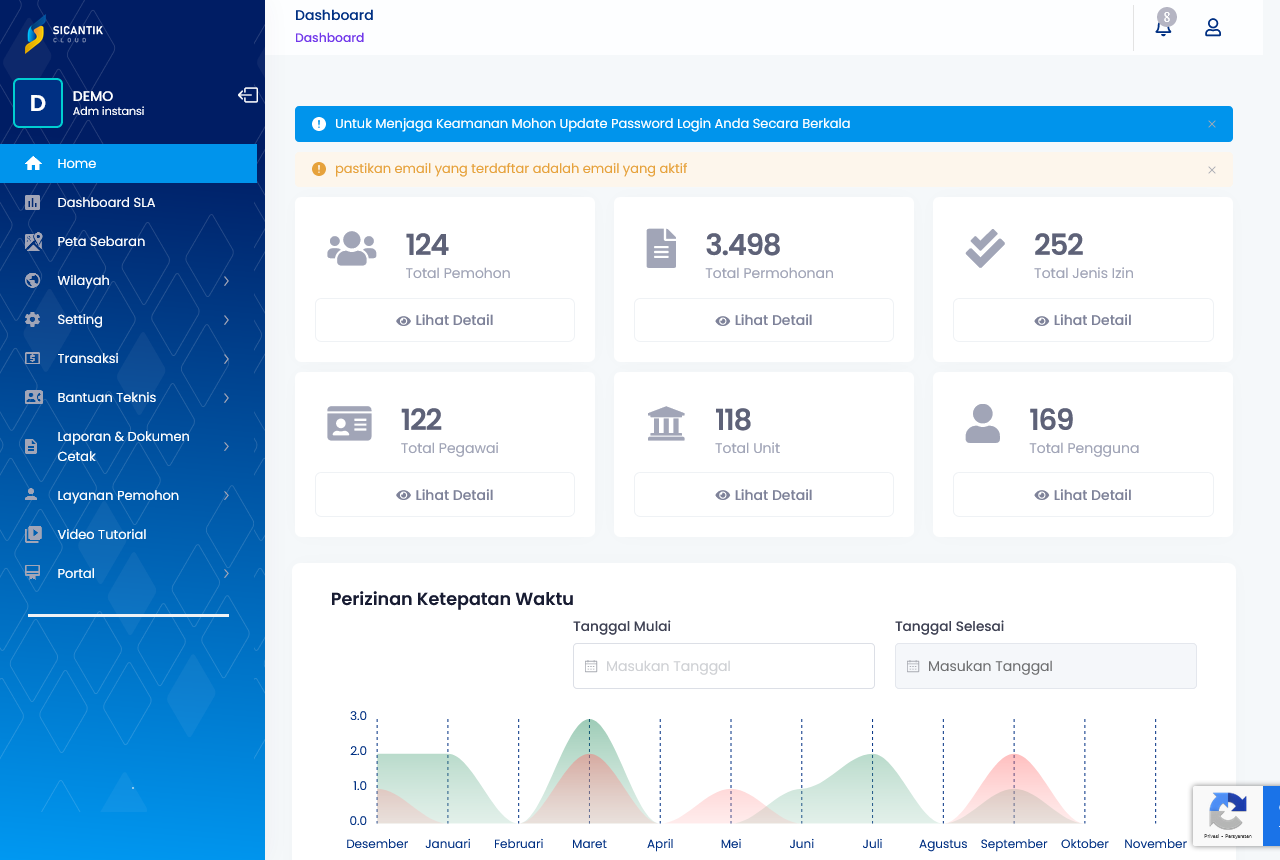 SICANTIK
CLOUD
D
DEMO
Adm instansi
Home
Dashboard SLA
Peta Sebaran
Wilayah
Setting
Transaksi
Bantuan Teknis
Laporan & Dokumen
Cetak
Layanan Pemohon
Video Tutorial
Portal
Dashboard
Dashboard
8
Untuk Menjaga Keamanan Mohon Update Password Login Anda Secara Berkala
pastikan email yang terdaftar adalah email yang aktif
124
Total Pemohon
Lihat Detail
3.498
Total Permohonan
Lihat Detail
252
Total Jenis Izin
Lihat Detail
122
Total Pegawai
Lihat Detail
118
Total Unit
Lihat Detail
169
Total Pengguna
Lihat Detail
Perizinan Ketepatan Waktu
Tanggal Mulai
Masukan Tanggal
Tanggal Selesai
Masukan Tanggal
3.0
2.0
1.0
0.0
Desember Januari Februari Maret April Mei Juni Juli Agustus September Oktober November
Privasi - Persyaratan